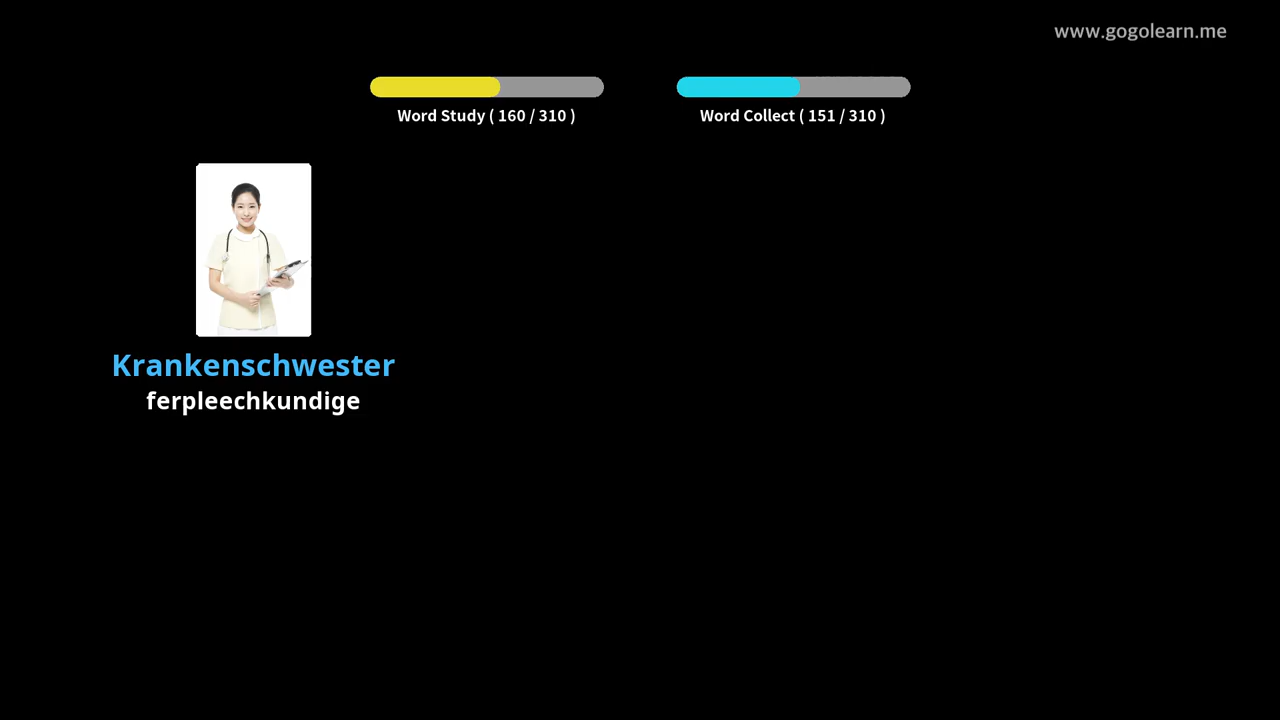 www.gogolearn.me
Word Study ( 160 / 310 )
Word Collect ( 151 / 310 )
Krankenschwester
ferpleechkundige